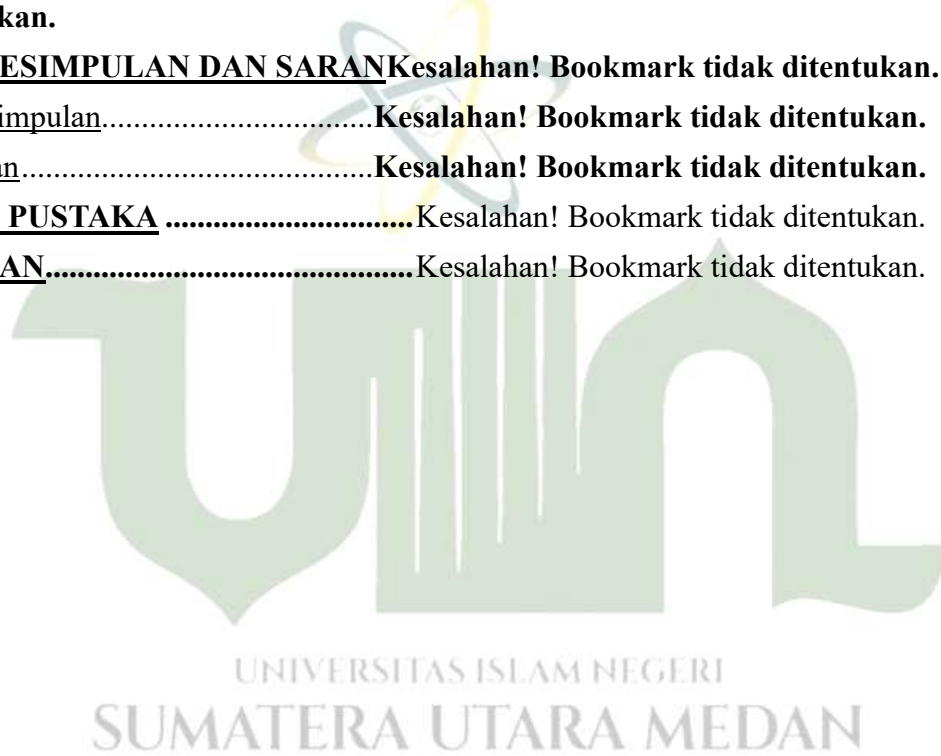 kan.
ESIMPULAN DAN SARANKesalahan! Bookmark tidak ditentukan.
impulan..................................Kesalahan! Bookmark tidak ditentukan.
an............................................Kesalahan! Bookmark tidak ditentukan.
PUSTAKA ...............................Kesalahan! Bookmark tidak ditentukan.
AN..............................................Kesalahan! Bookmark tidak ditentukan.
UNIVERSITAS ISLAM NEGERI
SUMATERA UTARA MEDAN